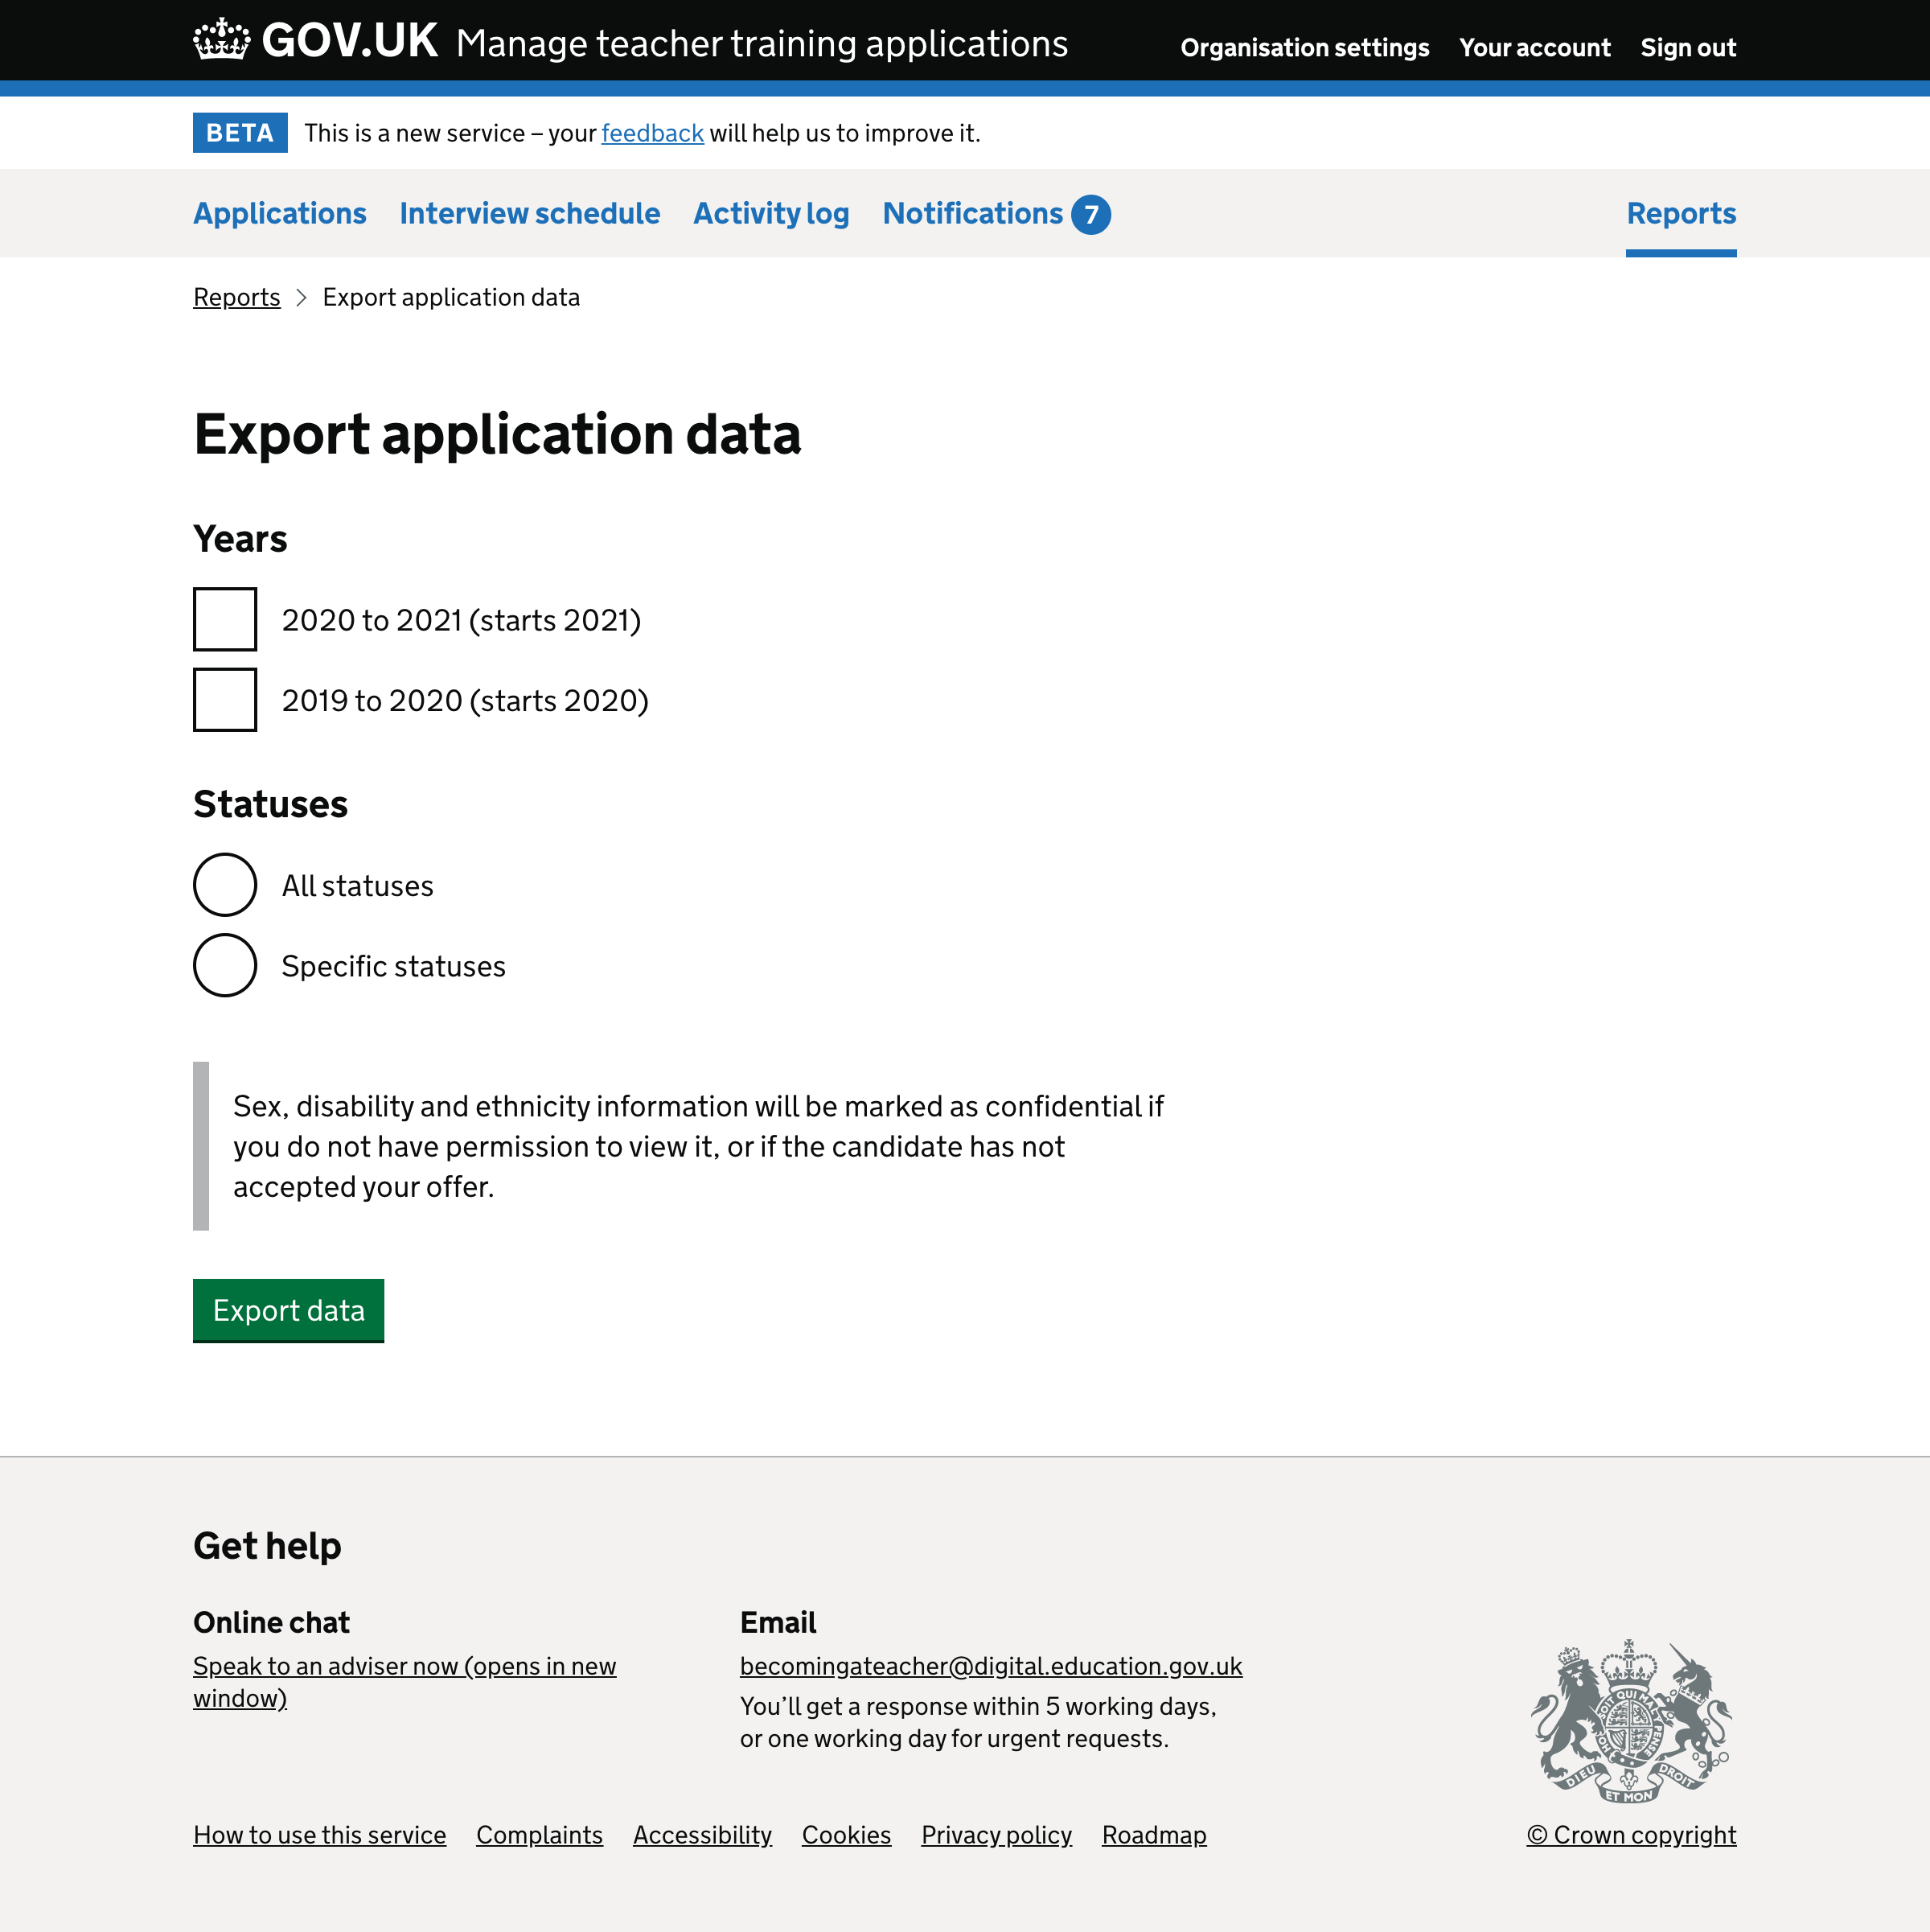 GOV.UK Manage teacher training applications Organisation settings Your account Sign out
BETA This is a new service – your feedback will help us to improve it.
Applications Interview schedule Activity log Notifications 7 Reports
Reports Export application data
Export application data
Years
2020 to 2021 (starts 2021)
2019 to 2020 (starts 2020)
Statuses
All statuses
Specific statuses
Sex, disability and ethnicity information will be marked as confidential if
you do not have permission to view it, or if the candidate has not
accepted your offer.
Export data
Get help
Online chat
Speak to an adviser now (opens in new
window)
Email
becomingateacher@digital.education.gov.uk
You’ll get a response within 5 working days,
or one working day for urgent requests.
HONI SOIT QUI MAL Y PENSE
DIEU ET MON DROIT
How to use this service Complaints Accessibility Cookies Privacy policy Roadmap © Crown copyright